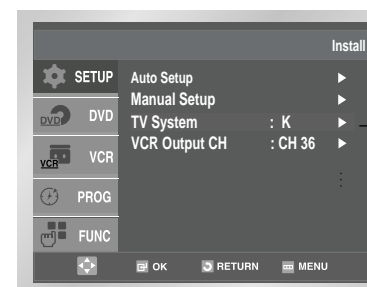 Install
SETUP
Auto Setup
Manual Setup
TV System : K
VCR Output CH : CH 36
DVD DVD
VCR VCR
PROG
FUNC
OK RETURN MENU